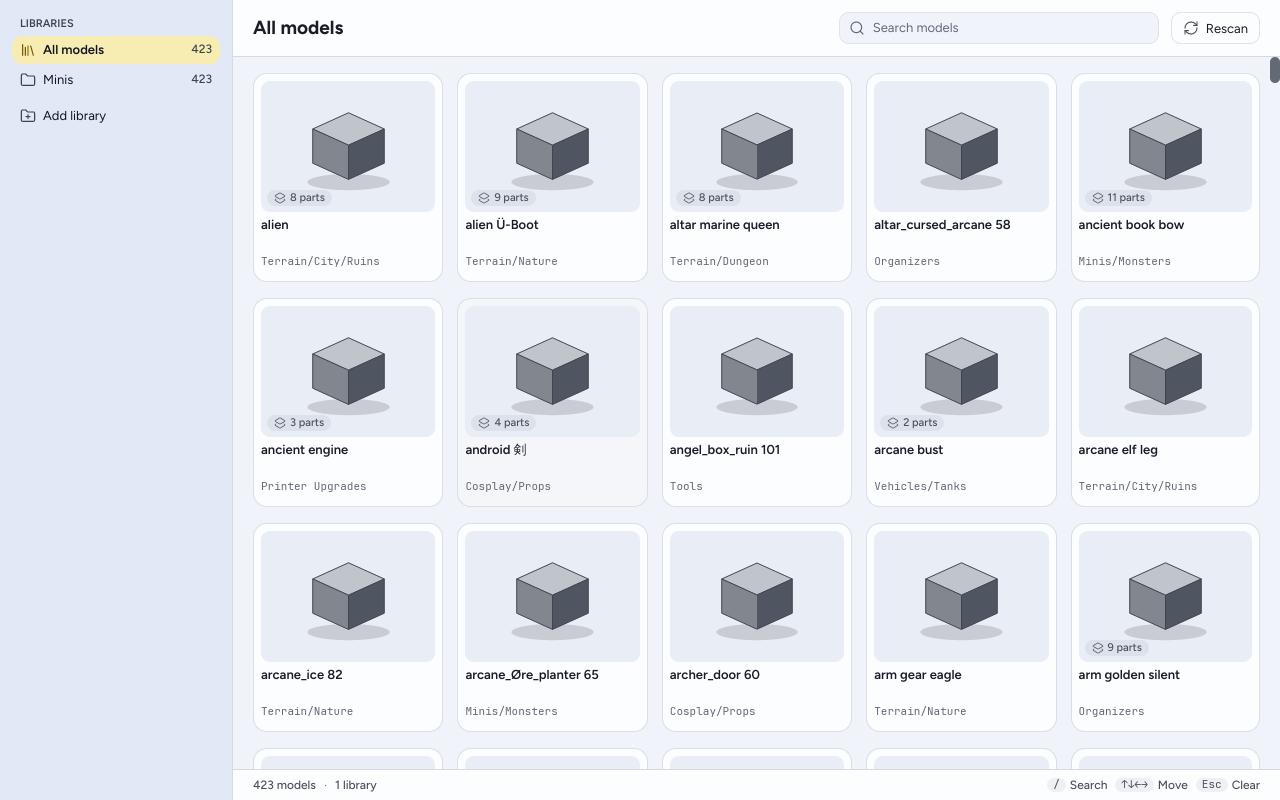 LIBRARIES
All models 423
Minis 423
Add library
All models
Search models
Rescan
8 parts
9 parts
8 parts
11 parts
alien
alien Ü-Boot
altar marine queen
altar_cursed_arcane 58
ancient book bow
Terrain/City/Ruins
Terrain/Nature
Terrain/Dungeon
Organizers
Minis/Monsters
3 parts
4 parts
2 parts
ancient engine
android 剣
angel_box_ruin 101
arcane bust
arcane elf leg
Printer Upgrades
Cosplay/Props
Tools
Vehicles/Tanks
Terrain/City/Ruins
9 parts
arcane_ice 82
arcane_Øre_planter 65
archer_door 60
arm gear eagle
arm golden silent
Terrain/Nature
Minis/Monsters
Cosplay/Props
Terrain/Nature
Organizers
423 models · 1 library
/ Search ↑↓←→ Move Esc Clear